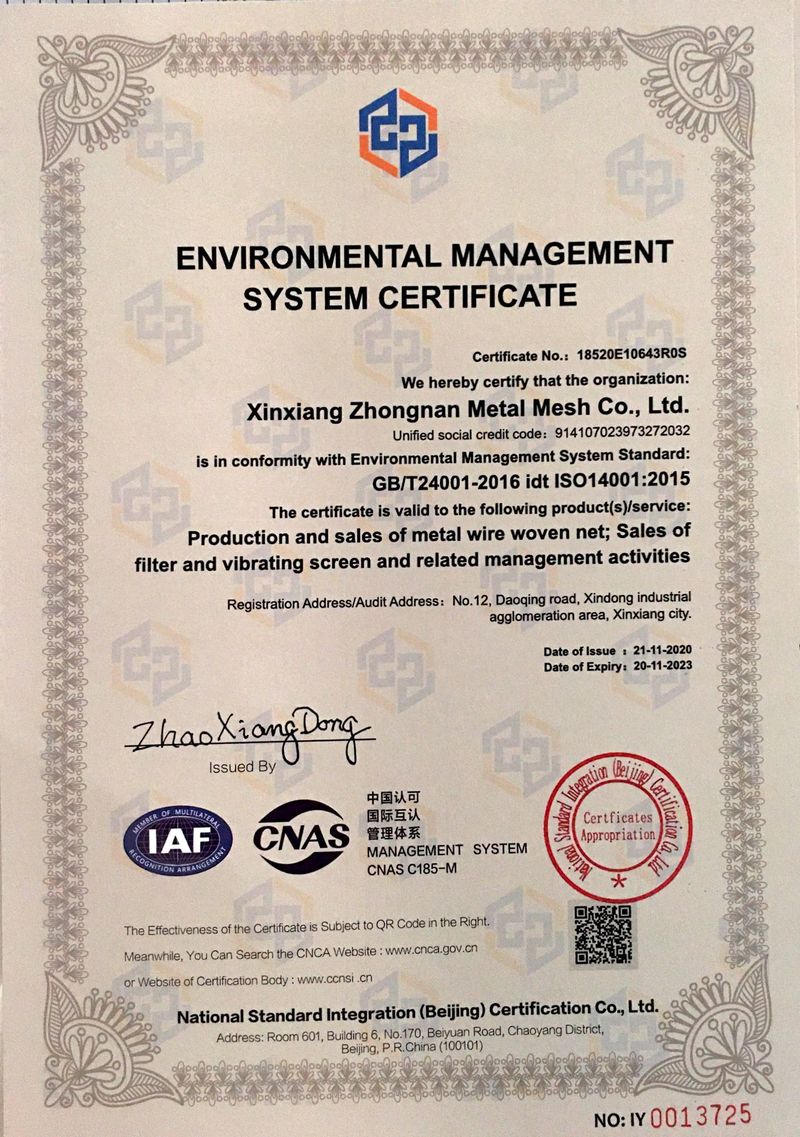 ENVIRONMENTAL MANAGEMENT
SYSTEM CERTIFICATE
Certificate No.: 18520E10643R0S
We hereby certify that the organization:
Xinxiang Zhongnan Metal Mesh Co., Ltd.
Unified social credit code: 914107023973272032
is in conformity with Environmental Management System Standard:
GB/T24001-2016 idt ISO14001:2015
The certificate is valid to the following product(s)/service:
Production and sales of metal wire woven net; Sales of
filter and vibrating screen and related management activities
Registration Address/Audit Address: No.12, Daoqing road, Xindong industrial
agglomeration area, Xinxiang city.
Date of Issue : 21-11-2020
Date of Expiry: 20-11-2023
ZhaoXiangDong
Issued By
MEMBER OF MULTILATERAL
IAF
RECOGNITION ARRANGEMENT
CNAS
中国认可
国际互认
管理体系
MANAGEMENT SYSTEM
CNAS C185-M
National Standard Integration (Beijing) Certification Co., Ltd
Certficates
Appropriation
The Effectiveness of the Certificate is Subject to QR Code in the Right.
Meanwhile, You Can Search the CNCA Website : www.cnca.gov.cn
or Website of Certification Body : www.ccnsi .cn
National Standard Integration (Beijing) Certification Co., Ltd.
Address: Room 601, Building 6, No.170, Beiyuan Road, Chaoyang District,
Beijing, P.R.China (100101)
NO: IY 0013725